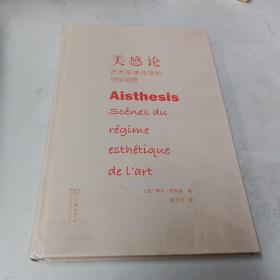 美感论
艺术审美体制的
世纪场景
Aisthesis
Scènes du
régime
esthétique
de l'art